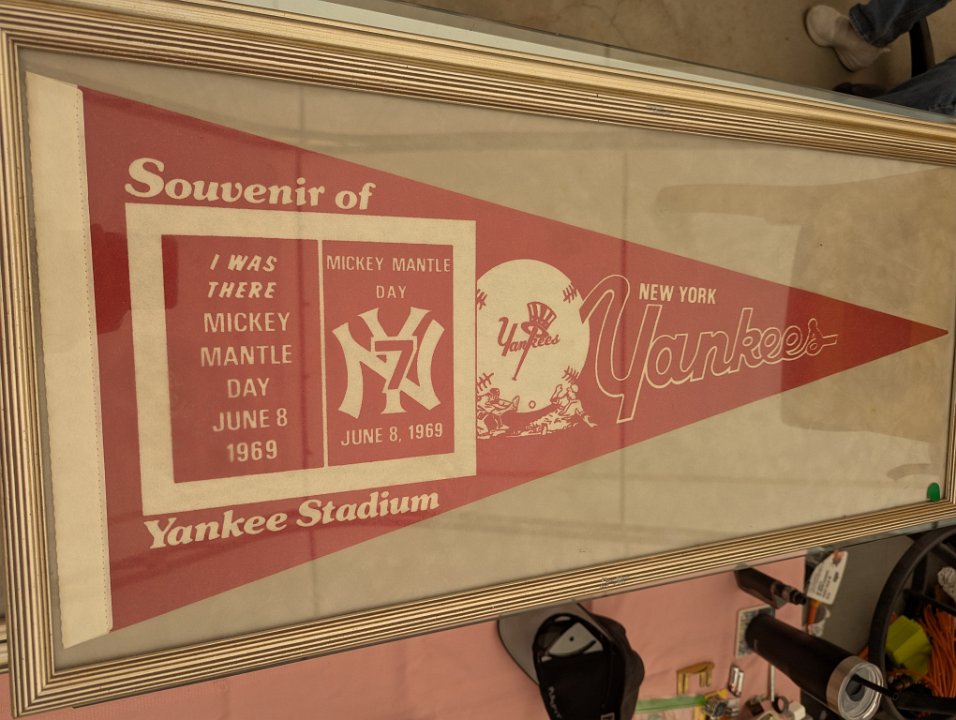 Souvenir of
I WAS
THERE
MICKEY
MANTLE
DAY
JUNE 8
1969
MICKEY MANTLE
DAY
NY
7
JUNE 8, 1969
Yankees
NEW YORK
Yankees
Yankee Stadium